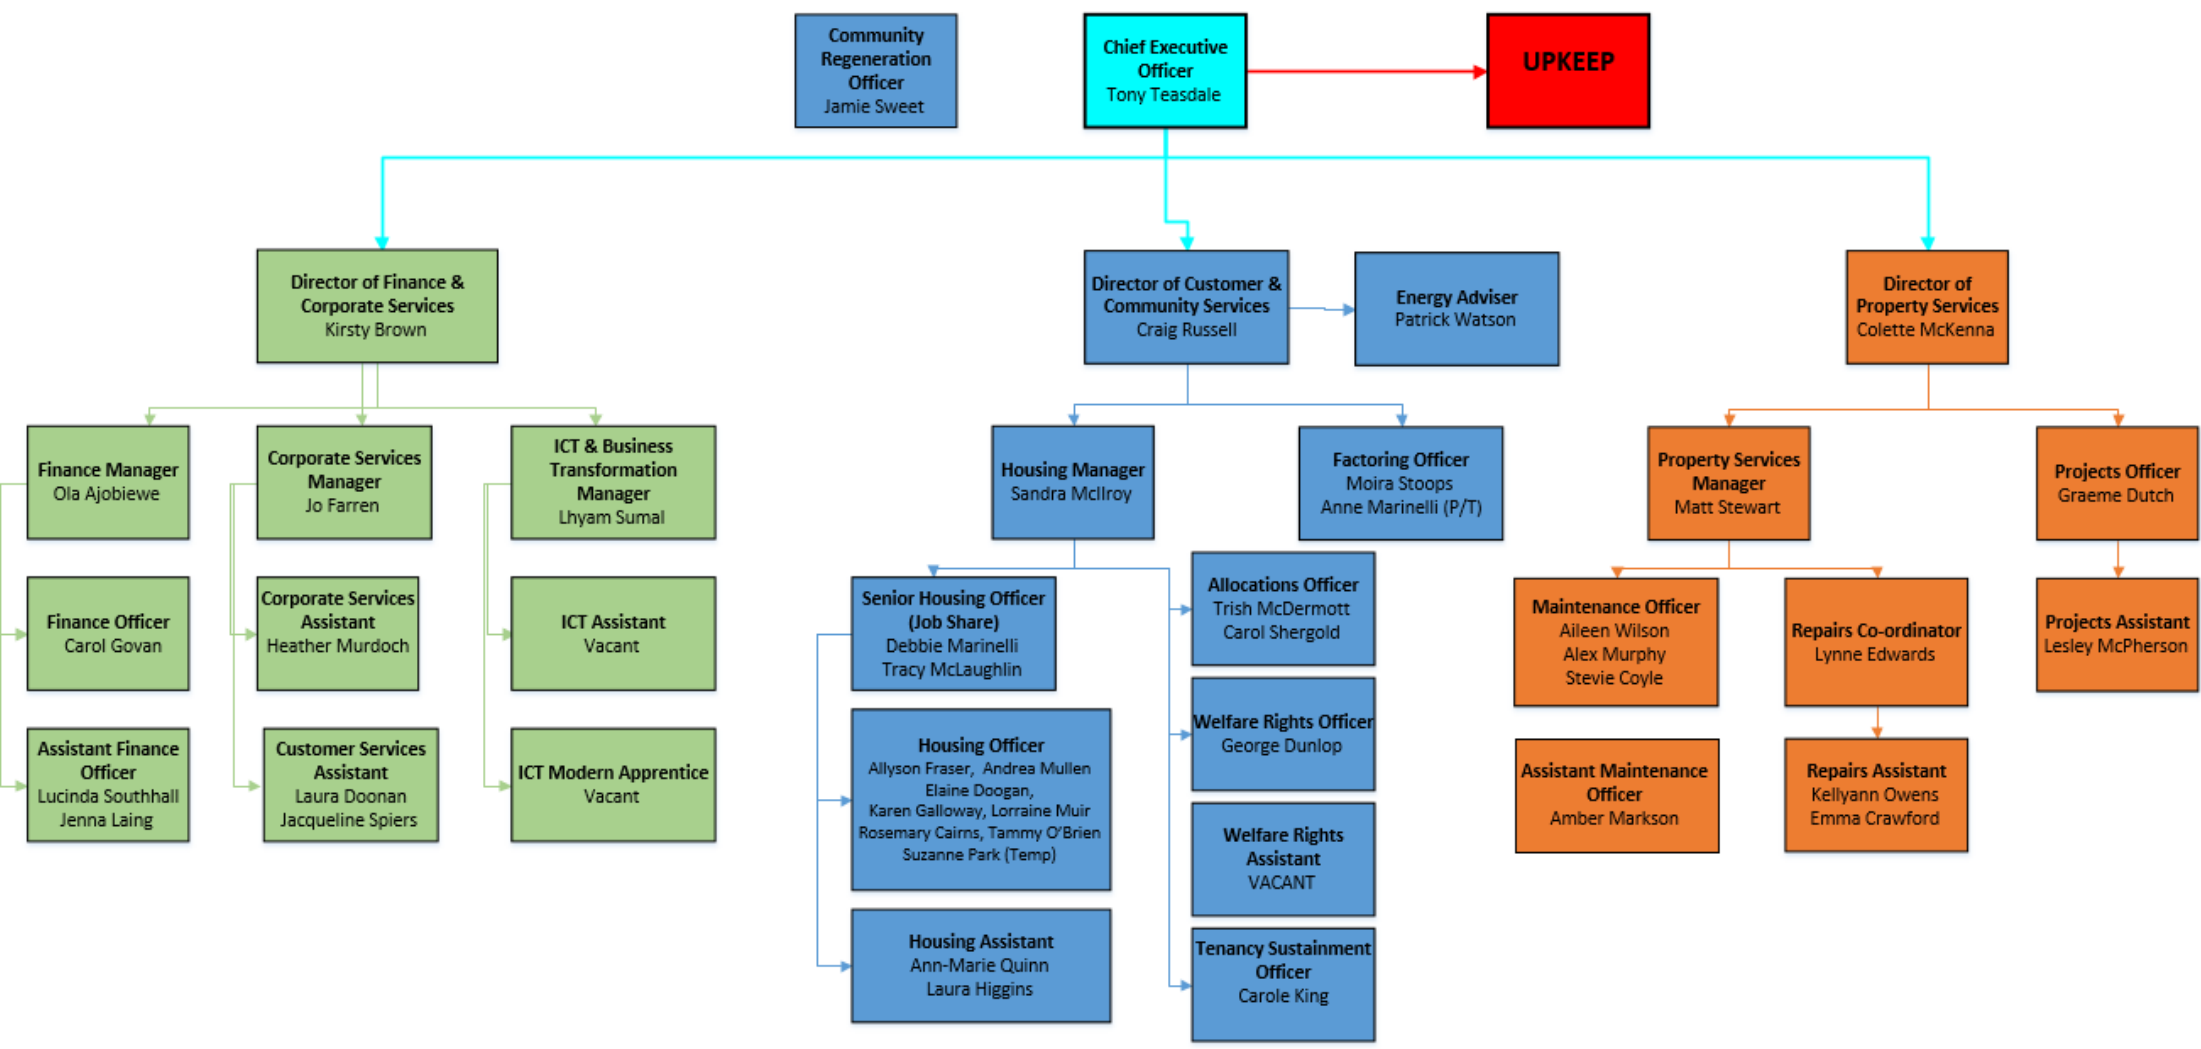 Community
Regeneration
Officer
Jamie Sweet
Chief Executive
Officer
Tony Teasdale
UPKEEP
Director of Finance &
Corporate Services
Kirsty Brown
Director of Customer &
Community Services
Craig Russell
Energy Adviser
Patrick Watson
Director of
Property Services
Colette McKenna
Finance Manager
Ola Ajobiewe
Corporate Services
Manager
Jo Farren
ICT & Business
Transformation
Manager
Lhyam Sumal
Housing Manager
Sandra McIlroy
Factoring Officer
Moira Stoops
Anne Marinelli (P/T)
Property Services
Manager
Matt Stewart
Projects Officer
Graeme Dutch
Finance Officer
Carol Govan
Corporate Services
Assistant
Heather Murdoch
ICT Assistant
Vacant
Senior Housing Officer
(Job Share)
Debbie Marinelli
Tracy McLaughlin
Allocations Officer
Trish McDermott
Carol Shergold
Maintenance Officer
Aileen Wilson
Alex Murphy
Stevie Coyle
Repairs Co-ordinator
Lynne Edwards
Projects Assistant
Lesley McPherson
Assistant Finance
Officer
Lucinda Southhall
Jenna Laing
Customer Services
Assistant
Laura Doonan
Jacqueline Spiers
ICT Modern Apprentice
Vacant
Housing Officer
Allyson Fraser, Andrea Mullen
Elaine Doogan,
Karen Galloway, Lorraine Muir
Rosemary Cairns, Tammy O'Brien
Suzanne Park (Temp)
Welfare Rights Officer
George Dunlop
Assistant Maintenance
Officer
Amber Markson
Repairs Assistant
Kellyann Owens
Emma Crawford
Welfare Rights
Assistant
VACANT
Housing Assistant
Ann-Marie Quinn
Laura Higgins
Tenancy Sustainment
Officer
Carole King